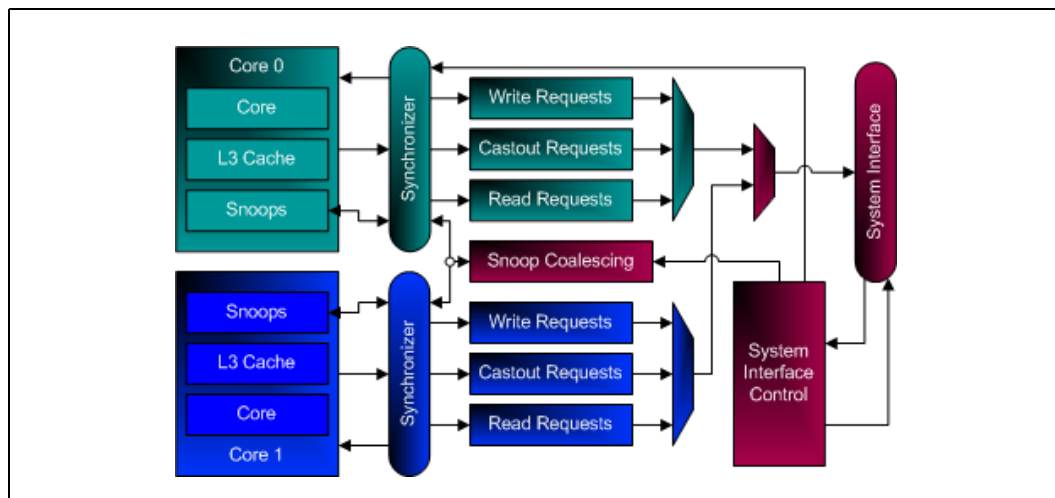 Core 0
Core
L3 Cache
Snoops
Synchronizer
Write Requests
Castout Requests
Read Requests
System Interface
Snoop Coalescing
Snoops
L3 Cache
Core
Core 1
Synchronizer
Write Requests
Castout Requests
Read Requests
System
Interface
Control